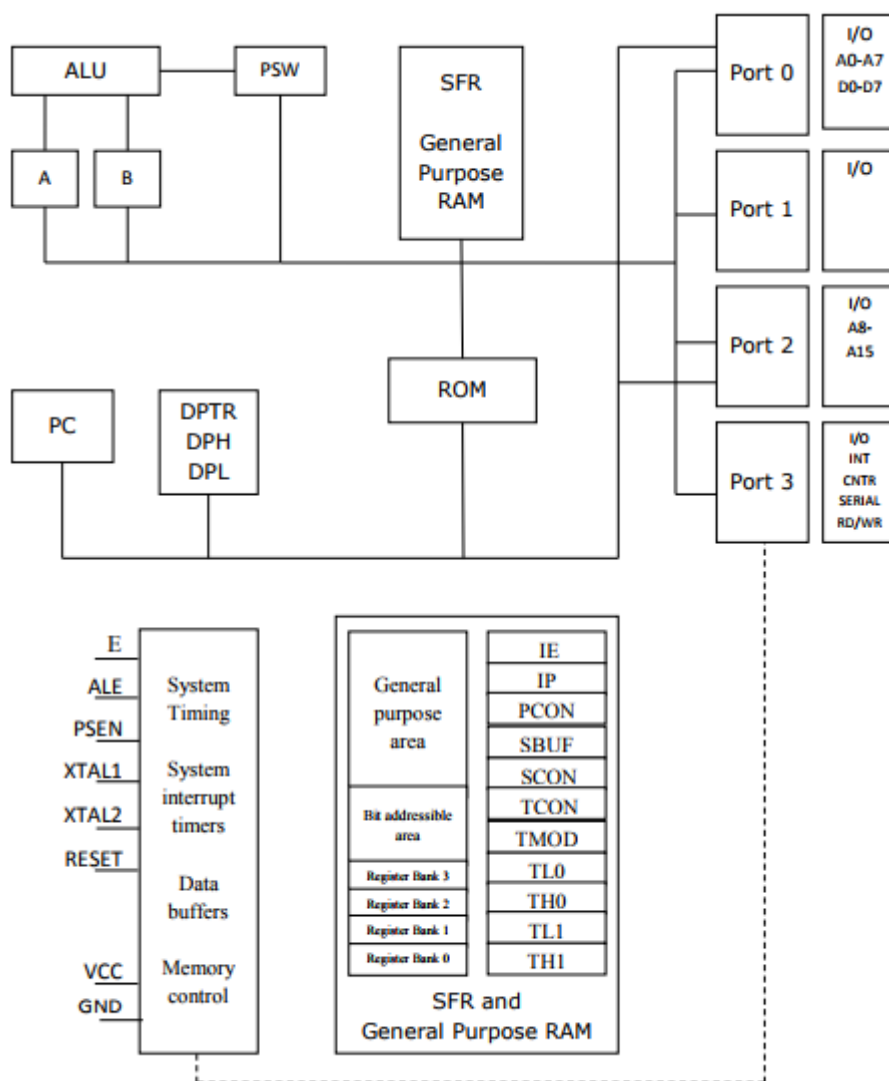 ALU
PSW
A
B
SFR
General
Purpose
RAM
Port 0
I/O
A0-A7
D0-D7
Port 1
I/O
Port 2
I/O
A8-
A15
Port 3
I/O
INT
CNTR
SERIAL
RD/WR
ROM
PC
DPTR
DPH
DPL
E
ALE
PSEN
XTAL1
XTAL2
RESET
VCC
GND
System
Timing
System
interrupt
timers
Data
buffers
Memory
control
General
purpose
area
Bit addressible
area
Register Bank 3
Register Bank 2
Register Bank 1
Register Bank 0
IE
IP
PCON
SBUF
SCON
TCON
TMOD
TL0
TH0
TL1
TH1
SFR and
General Purpose RAM